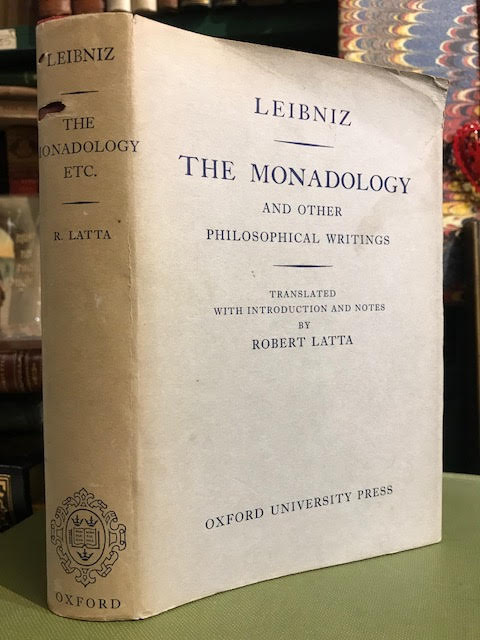 LEIBNIZ
THE
MONADOLOGY
ETC.
R. LATTA
OXFORD
LEIBNIZ
THE MONADOLOGY
AND OTHER
PHILOSOPHICAL WRITINGS
TRANSLATED
WITH INTRODUCTION AND NOTES
BY
ROBERT LATTA
OXFORD UNIVERSITY PRESS